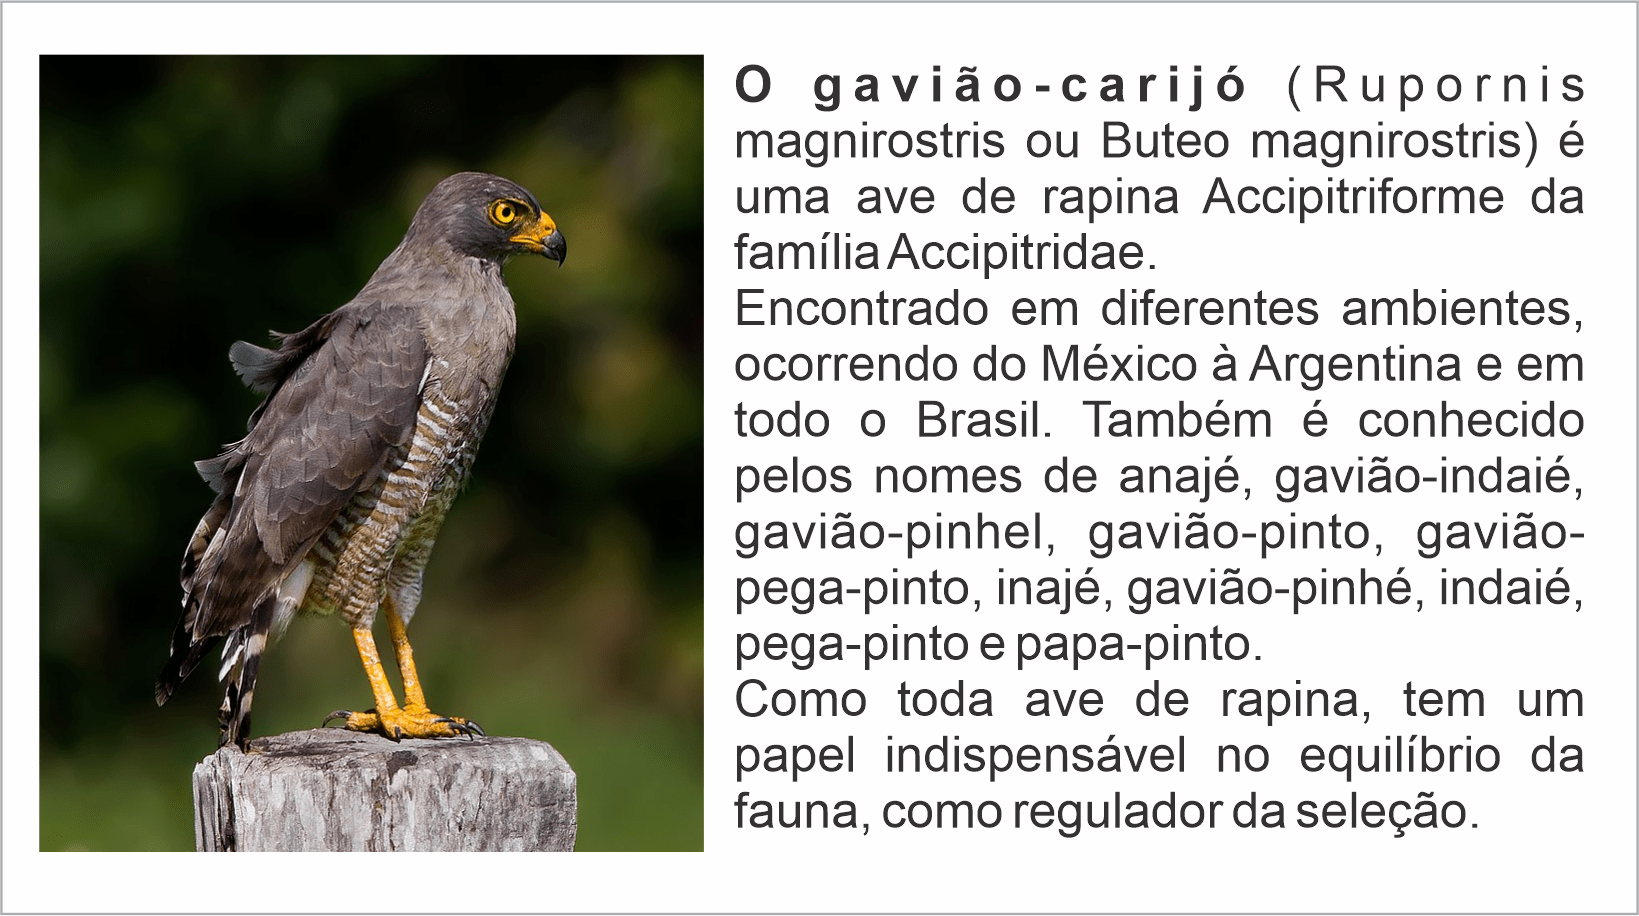 O gavião-carijó (Rupornis
magnirostris ou Buteo magnirostris) é
uma ave de rapina Accipitriforme da
família Accipitridae.
Encontrado em diferentes ambientes,
ocorrendo do México à Argentina e em
todo o Brasil. Também é conhecido
pelos nomes de anajé, gavião-indaié,
gavião-pinhel, gavião-pinto, gavião-
pega-pinto, inajé, gavião-pinhé, indaié,
pega-pinto e papa-pinto.
Como toda ave de rapina, tem um
papel indispensável no equilíbrio da
fauna, como regulador da seleção.